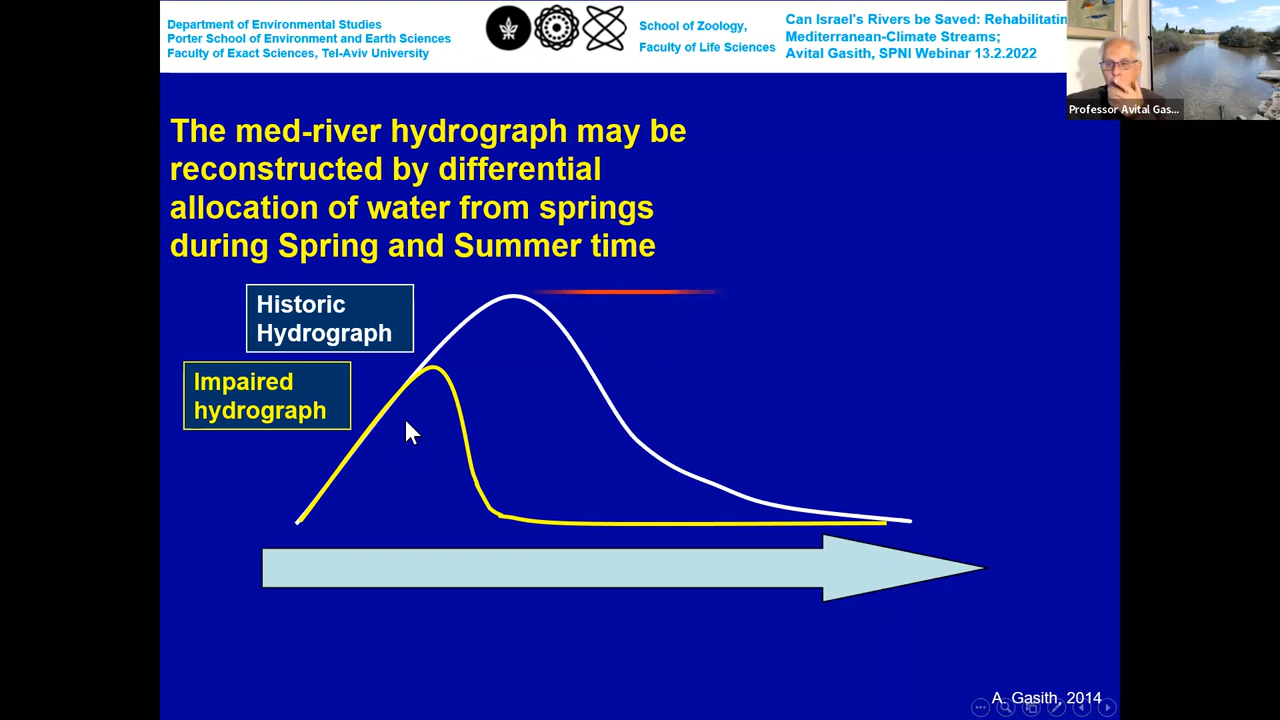 Department of Environmental Studies
Porter School of Environment and Earth Sciences
Faculty of Exact Sciences, Tel-Aviv University
School of Zoology,
Faculty of Life Sciences
Can Israel's Rivers be Saved: Rehabilitatin
Mediterranean-Climate Streams;
Avital Gasith, SPNI Webinar 13.2.2022
Professor Avital Gas...
The med-river hydrograph may be
reconstructed by differential
allocation of water from springs
during Spring and Summer time
Historic
Hydrograph
Impaired
hydrograph
A. Gasith, 2014